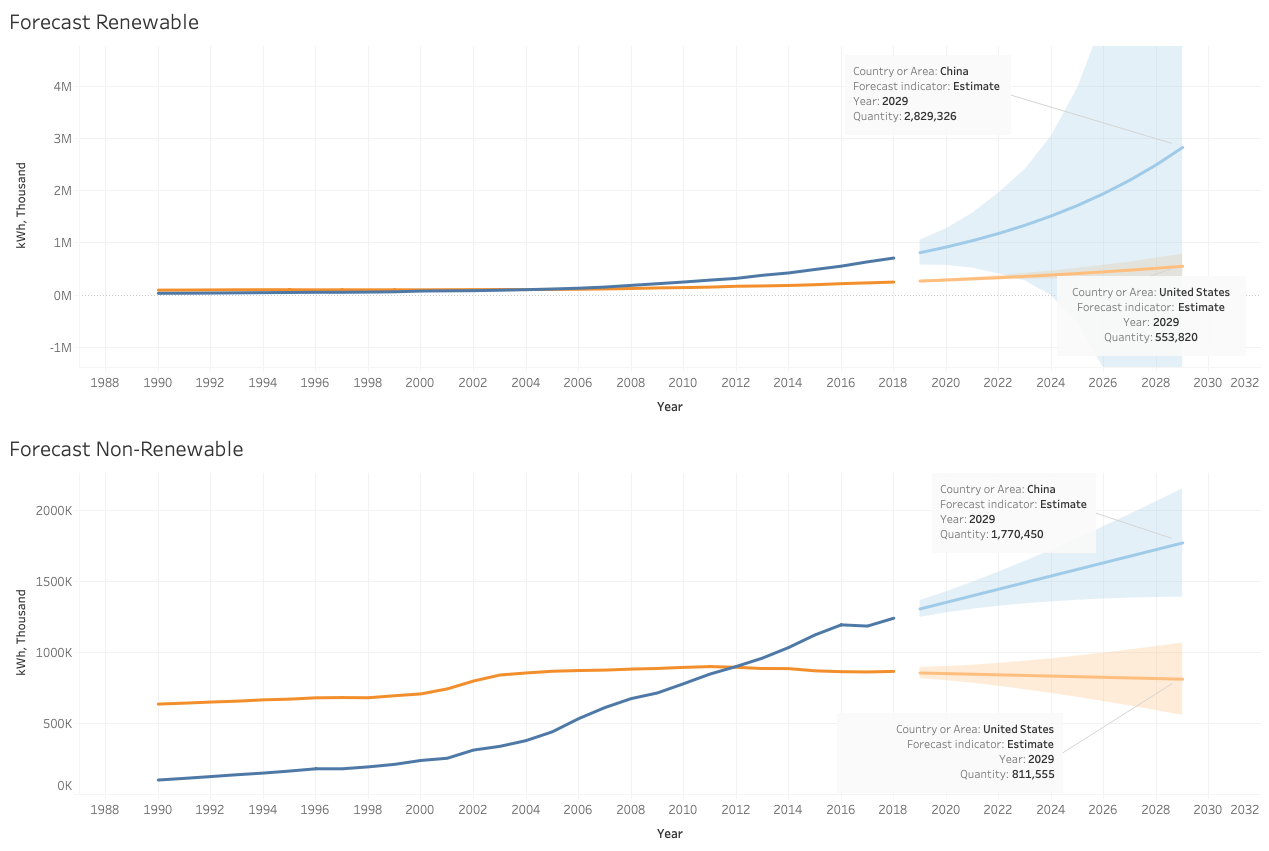 Forecast Renewable
Country or Area: China
Forecast indicator: Estimate
Year: 2029
Quantity: 2,829,326
4M
3M
2M
1M
0M
-1M
kWh, Thousand
Country or Area: United States
Forecast indicator: Estimate
Year: 2029
Quantity: 553,820
1988 1990 1992 1994 1996 1998 2000 2002 2004 2006 2008 2010 2012 2014 2016 2018 2020 2022 2024 2026 2028 2030 2032
Year
Forecast Non-Renewable
Country or Area: China
Forecast indicator: Estimate
Year: 2029
Quantity: 1,770,450
2000K
1500K
1000K
500K
0K
kWh, Thousand
Country or Area: United States
Forecast indicator: Estimate
Year: 2029
Quantity: 811,555
1988 1990 1992 1994 1996 1998 2000 2002 2004 2006 2008 2010 2012 2014 2016 2018 2020 2022 2024 2026 2028 2030 2032
Year